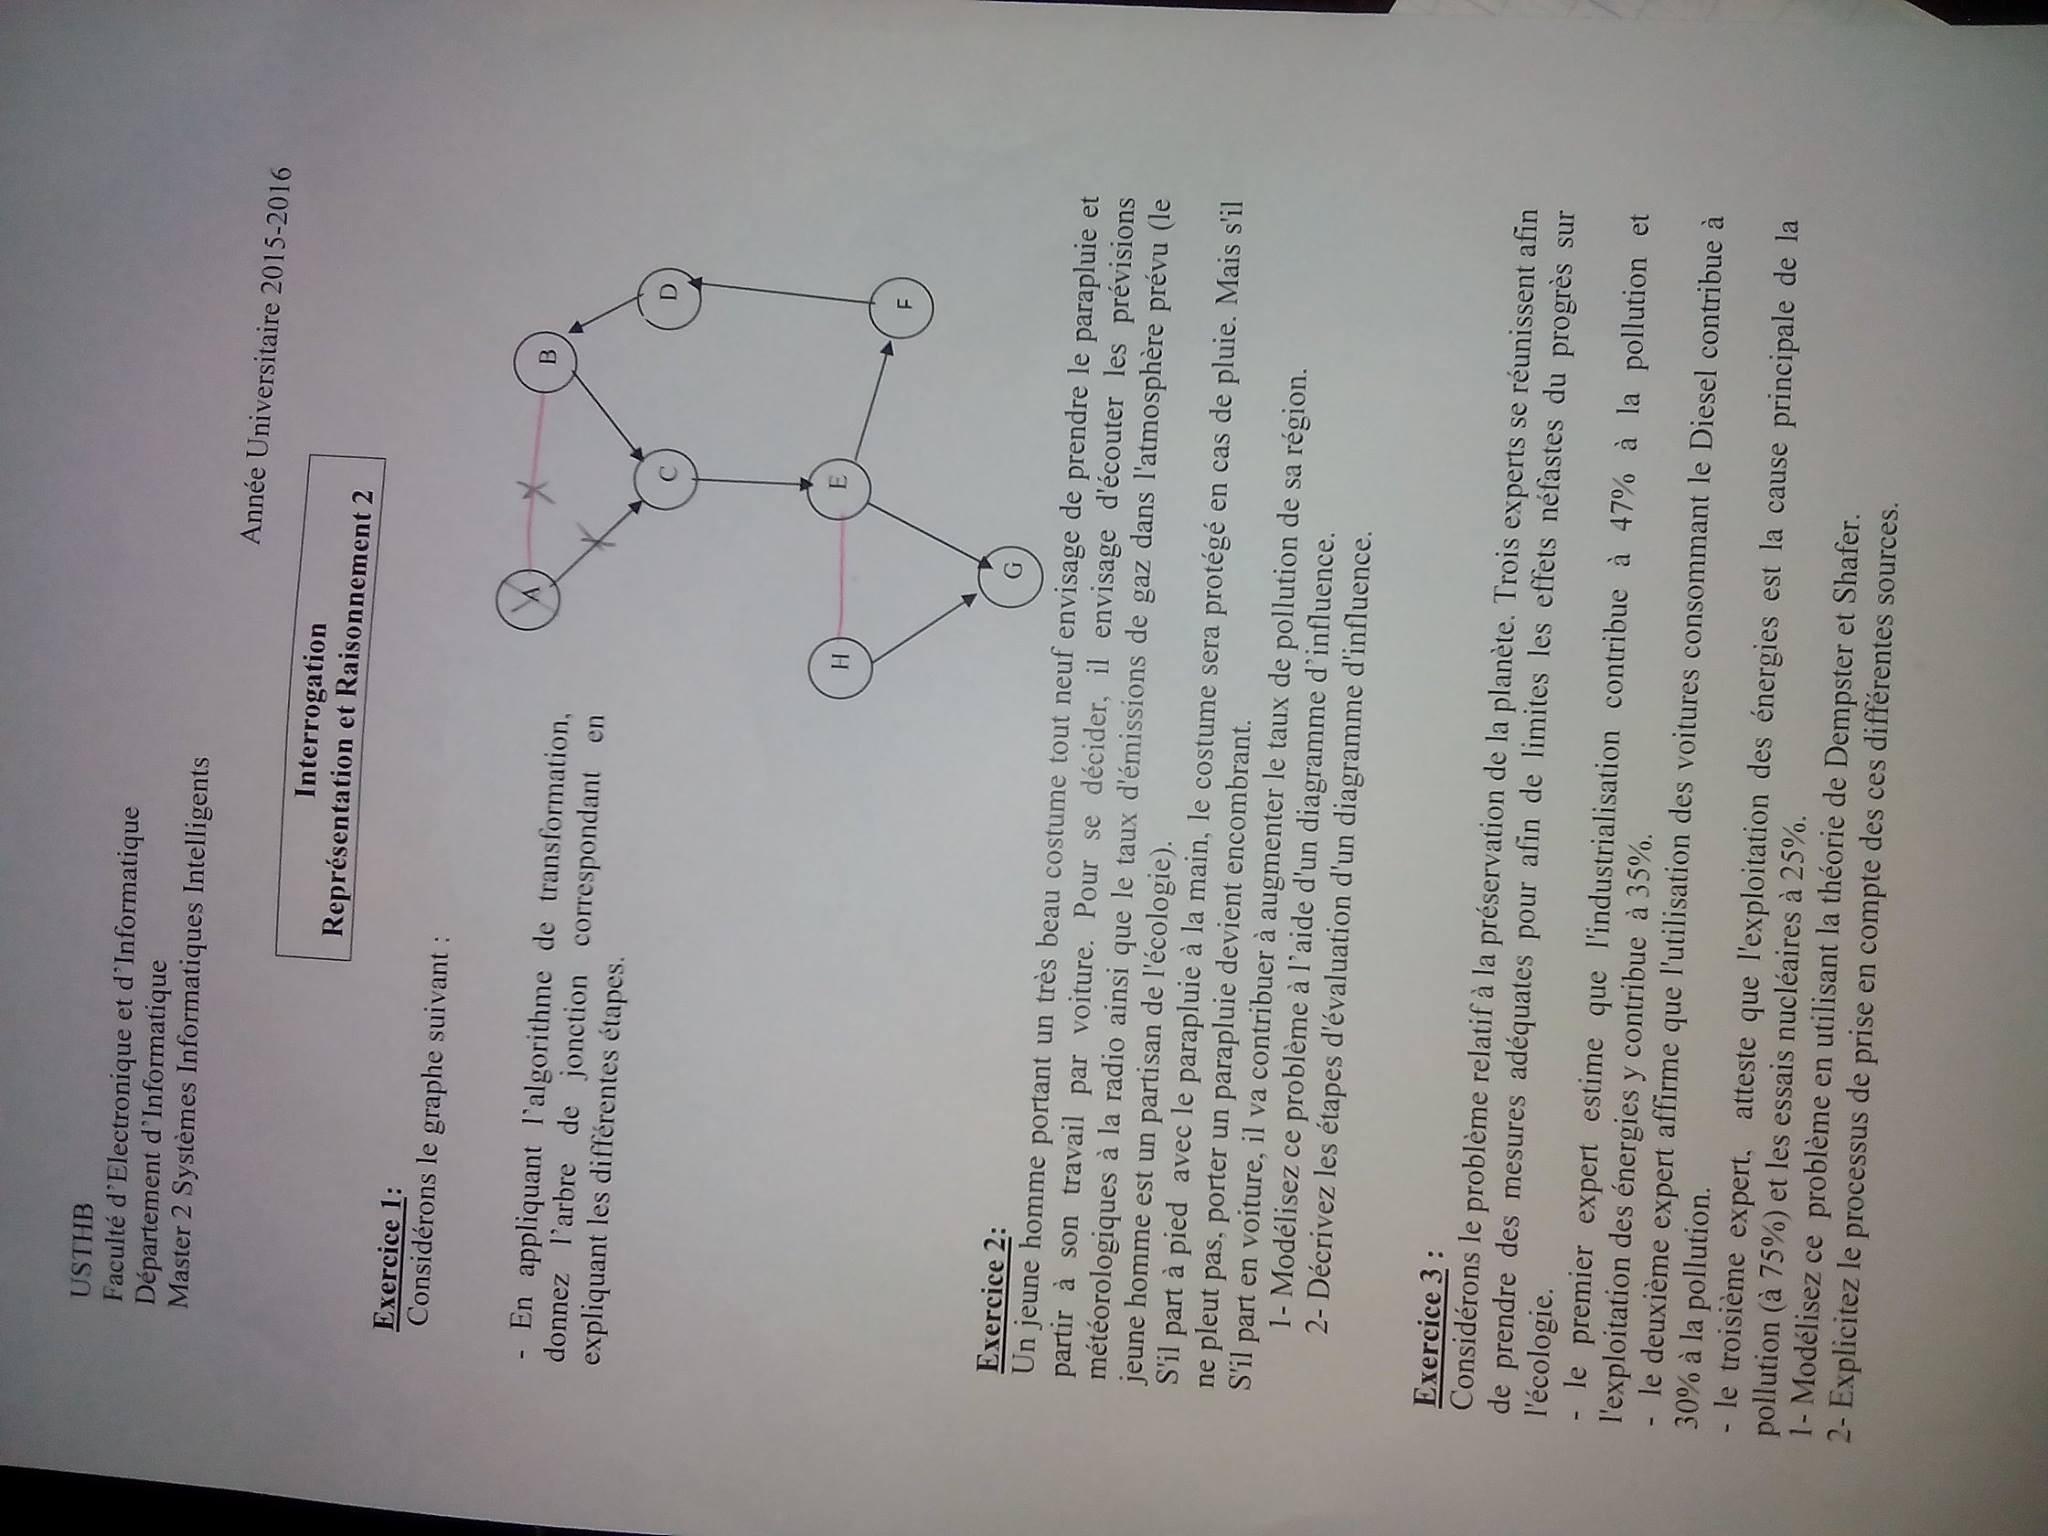 USTHB
Faculté d'Electronique et d'Informatique
Département d'Informatique
Master 2 Systèmes Informatiques Intelligents
Année Universitaire 2015-2016
Interrogation
Représentation et Raisonnement 2
Exercice 1:
Considérons le graphe suivant :
- En appliquant l'algorithme de transformation,
donnez l'arbre de jonction correspondant en
expliquant les différentes étapes.
A
B
C
D
H
E
F
G
Exercice 2:
Un jeune homme portant un très beau costume tout neuf envisage de prendre le parapluie et
partir à son travail par voiture. Pour se décider, il envisage d'écouter les prévisions
météorologiques à la radio ainsi que le taux d'émissions de gaz dans l'atmosphère prévu (le
jeune homme est un partisan de l'écologie).
S'il part à pied avec le parapluie à la main, le costume sera protégé en cas de pluie. Mais s'il
ne pleut pas, porter un parapluie devient encombrant.
S'il part en voiture, il va contribuer à augmenter le taux de pollution de sa région.
1- Modélisez ce problème à l'aide d'un diagramme d'influence.
2- Décrivez les étapes d'évaluation d'un diagramme d'influence.
Exercice 3 :
Considérons le problème relatif à la préservation de la planète. Trois experts se réunissent afin
de prendre des mesures adéquates pour afin de limites les effets néfastes du progrès sur
l'écologie.
- le premier expert estime que l'industrialisation contribue à 47% à la pollution et
l'exploitation des énergies y contribue à 35%.
- le deuxième expert affirme que l'utilisation des voitures consommant le Diesel contribue à
30% à la pollution.
- le troisième expert, atteste que l'exploitation des énergies est la cause principale de la
pollution (à 75%) et les essais nucléaires à 25%.
1- Modélisez ce problème en utilisant la théorie de Dempster et Shafer.
2- Explicitez le processus de prise en compte des ces différentes sources.